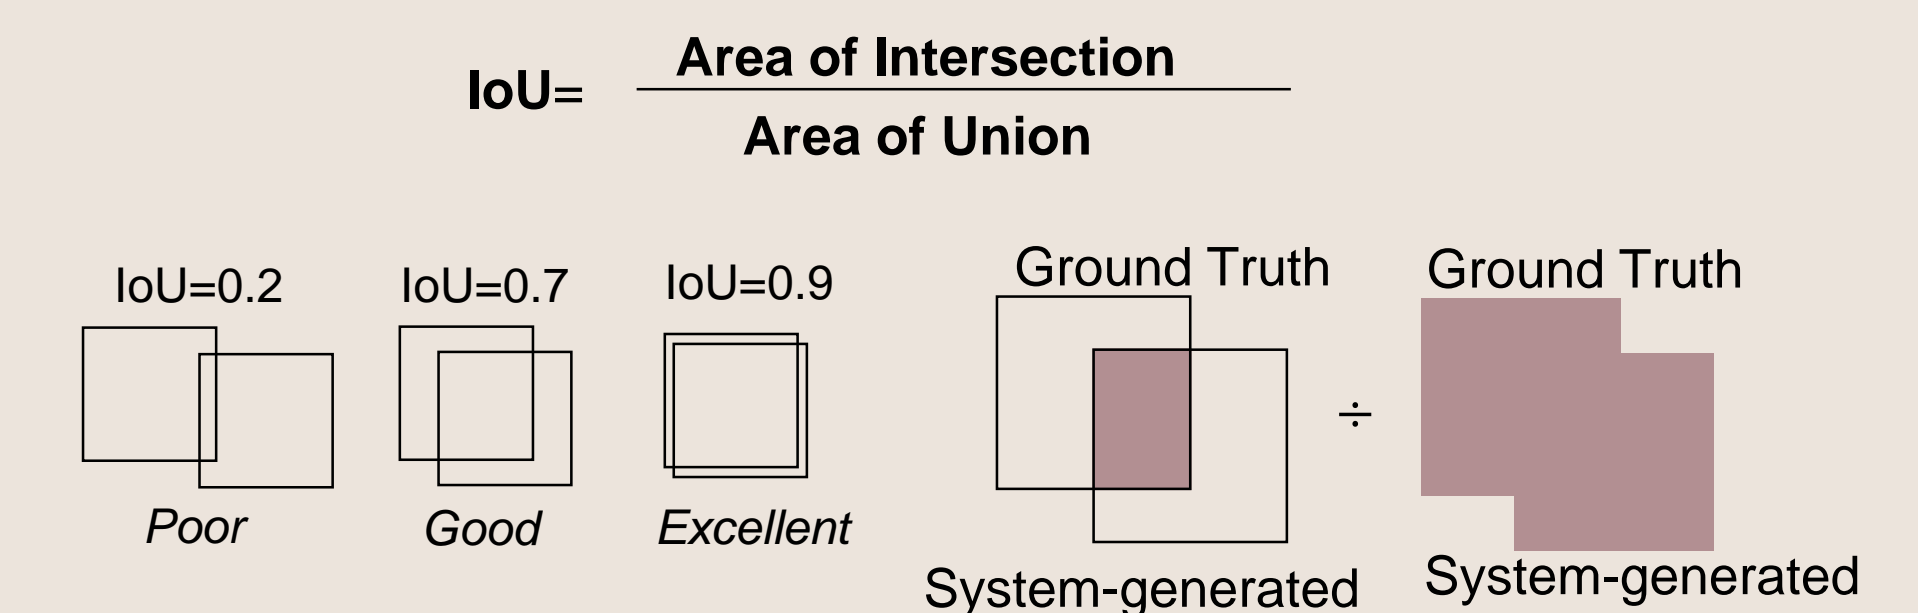 IoU= Area of Intersection
Area of Union
IoU=0.2
IoU=0.7
IoU=0.9
Poor
Good
Excellent
Ground Truth
÷
Ground Truth
System-generated
System-generated